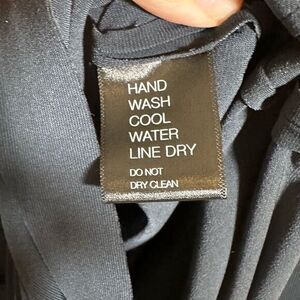 HAND
WASH
COOL
WATER
LINE DRY
DO NOT
DRY CLEAN